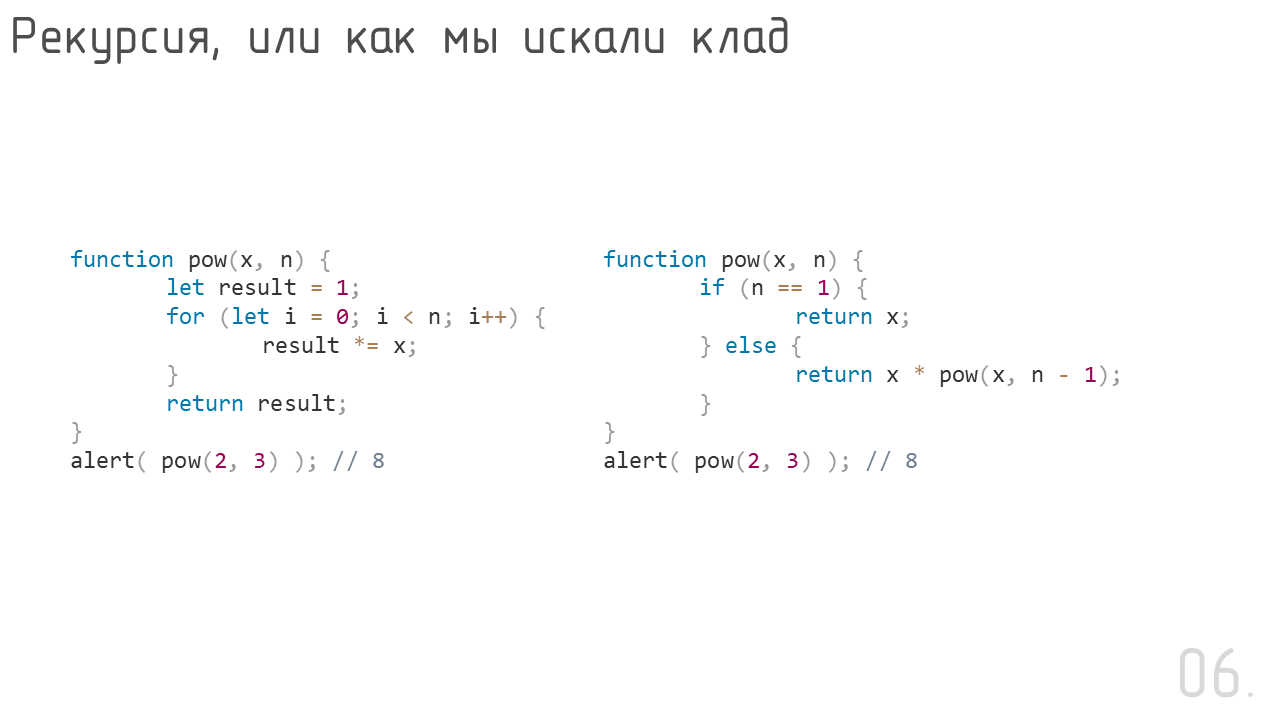 Рекурсия, или как мы искали клад
function pow(x, n) {
let result = 1;
for (let i = 0; i < n; i++) {
result *= x;
}
return result;
}
alert( pow(2, 3) ); // 8
function pow(x, n) {
if (n == 1) {
return x;
} else {
return x * pow(x, n - 1);
}
}
alert( pow(2, 3) ); // 8
06.